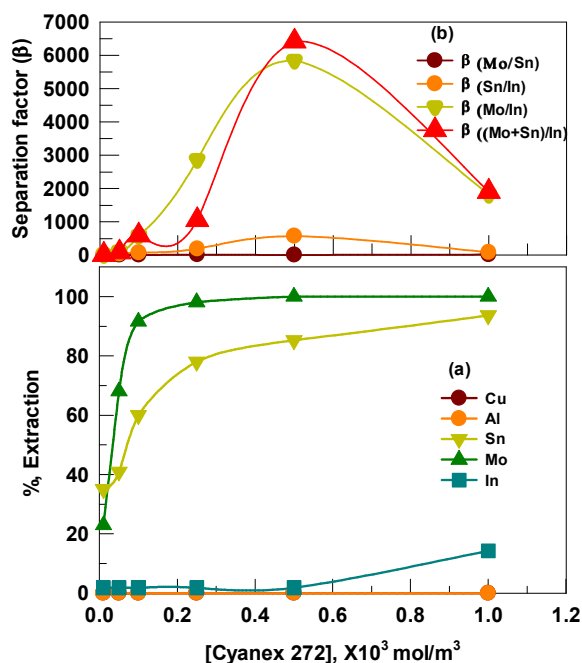 7000
6000
5000
4000
3000
2000
1000
0
Separation factor (β)
(b)
β (Mo/Sn)
β (Sn/In)
β (Mo/In)
β ((Mo+Sn)/In)
100
80
60
40
20
0
%, Extraction
(a)
Cu
Al
Sn
Mo
In
0.0 0.2 0.4 0.6 0.8 1.0 1.2
[Cyanex 272], X10³ mol/m³